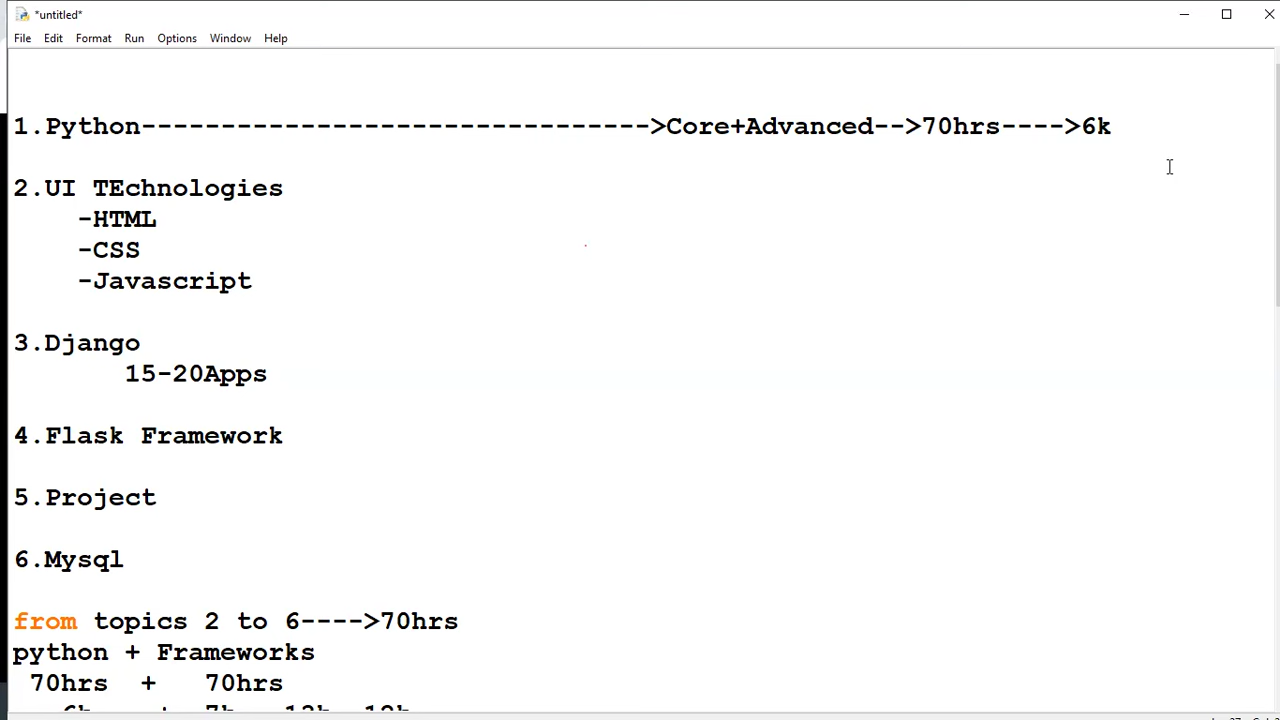 *untitled*
File Edit Format Run Options Window Help
1.Python-------------------------------->Core+Advanced-->70hrs---->6k
2.UI TEchnologies
-HTML
-CSS
-Javascript
3.Django
15-20Apps
4.Flask Framework
5.Project
6.Mysql
from topics 2 to 6---->70hrs
python + Frameworks
70hrs + 70hrs